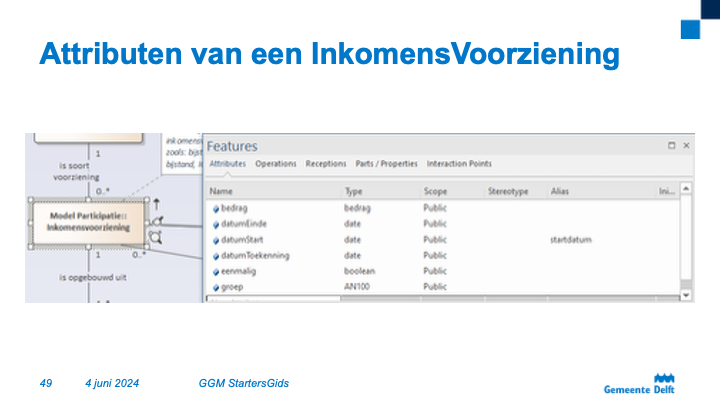 Attributen van een InkomensVoorziening
1
is soort
voorziening
0..*
Model Participatie::
Inkomensvoorziening
1 0..*
is opgebouwd uit
inkomens
zoals: bijst
bijstand,
Features
Attributes Operations Receptions Parts / Properties Interaction Points
Name Type Scope Stereotype Alias Ini...
bedrag bedrag Public
datumEinde date Public
datumStart date Public startdatum
datumToekenning date Public
eenmalig boolean Public
groep AN100 Public
49 4 juni 2024 GGM StartersGids
Gemeente Delft